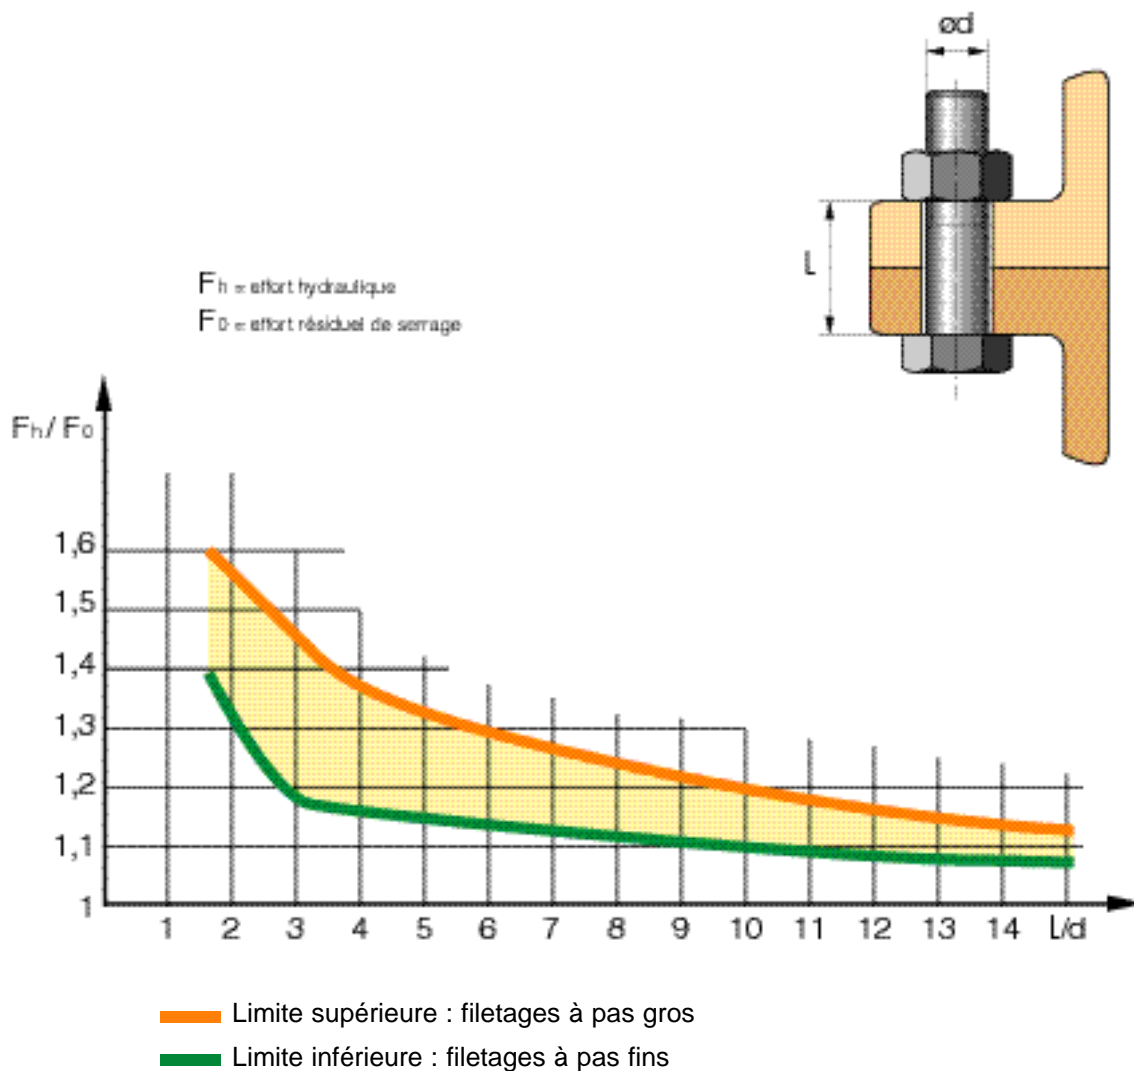 ød
L
Fh = effort hydraulique
F0 = effort résiduel de serrage
Fh / F0
1,6
1,5
1,4
1,3
1,2
1,1
1
1 2 3 4 5 6 7 8 9 10 11 12 13 14 L/d
Limite supérieure : filetages à pas gros
Limite inférieure : filetages à pas fins